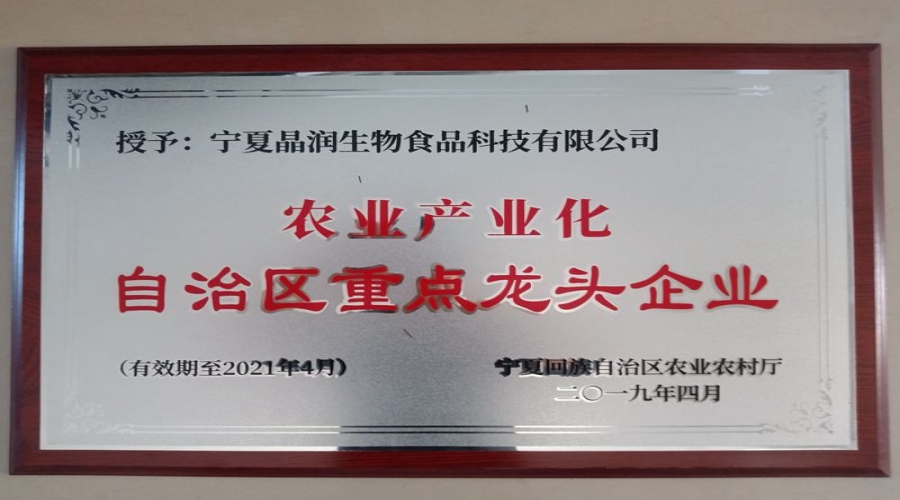 授予：宁夏晶润生物食品科技有限公司
农业产业化
自治区重点龙头企业
（有效期至2021年4月）
宁夏回族自治区农业农村厅
二〇一九年四月